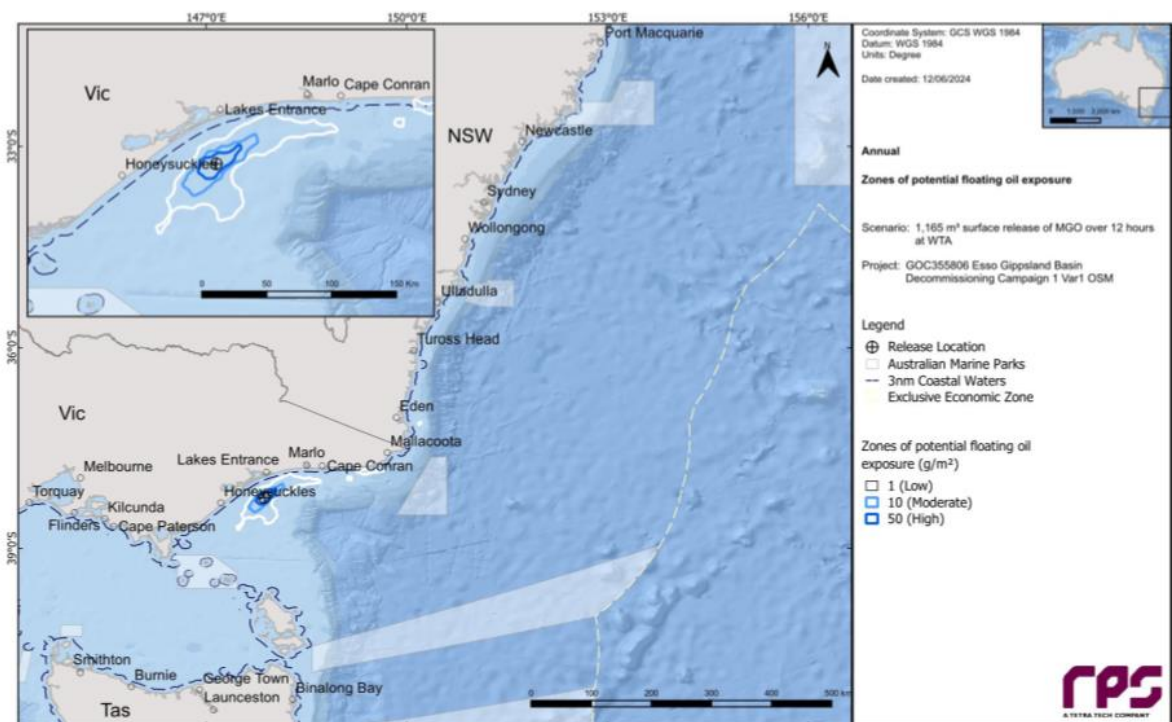 147°0'E 150°0'E 153°0'E 156°0'E
Port Macquarie
Vic
Marlo Cape Conran
Lakes Entrance
Honeysuckles
0 50 100 150 Km
33°0'S
NSW
Newcastle
Sydney
Wollongong
Ulladulla
Tuross Head
36°0'S
Eden
Vic
Mallacoota
Melbourne
Lakes Entrance Marlo Cape Conran
Torquay
Honeysuckles
Kilcunda
Flinders
Cape Paterson
39°0'S
Smithton
Burnie
George Town
Launceston
Binalong Bay
Tas
0 100 200 300 400 500 km
N
Coordinate System: GCS WGS 1984
Datum: WGS 1984
Units: Degree
Date created: 12/06/2024
Annual
Zones of potential floating oil exposure
Scenario: 1,165 m³ surface release of MGO over 12 hours
at WTA
Project: GOC355806 Esso Gippsland Basin
Decommissioning Campaign 1 Var1 OSM
Legend
Release Location
Australian Marine Parks
3nm Coastal Waters
Exclusive Economic Zone
Zones of potential floating oil
exposure (g/m²)
1 (Low)
10 (Moderate)
50 (High)
rps
A TETRA TECH COMPANY